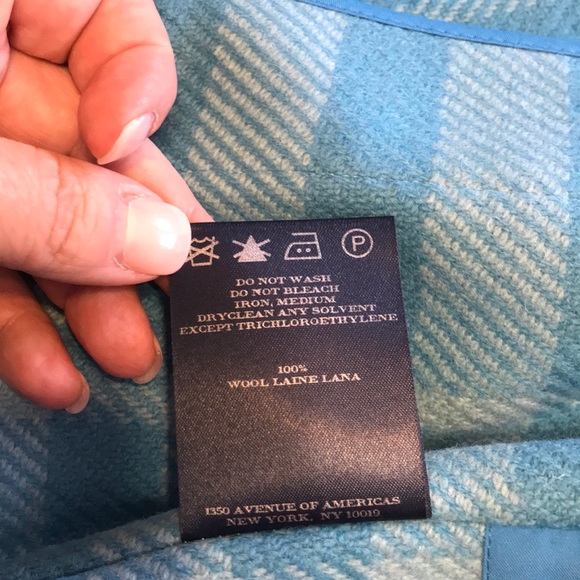 P
DO NOT WASH
DO NOT BLEACH
IRON, MEDIUM
DRYCLEAN ANY SOLVENT
EXCEPT TRICHLOROETHYLENE
100%
WOOL LAINE LANA
1350 AVENUE OF AMERICAS
NEW YORK, NY 10019